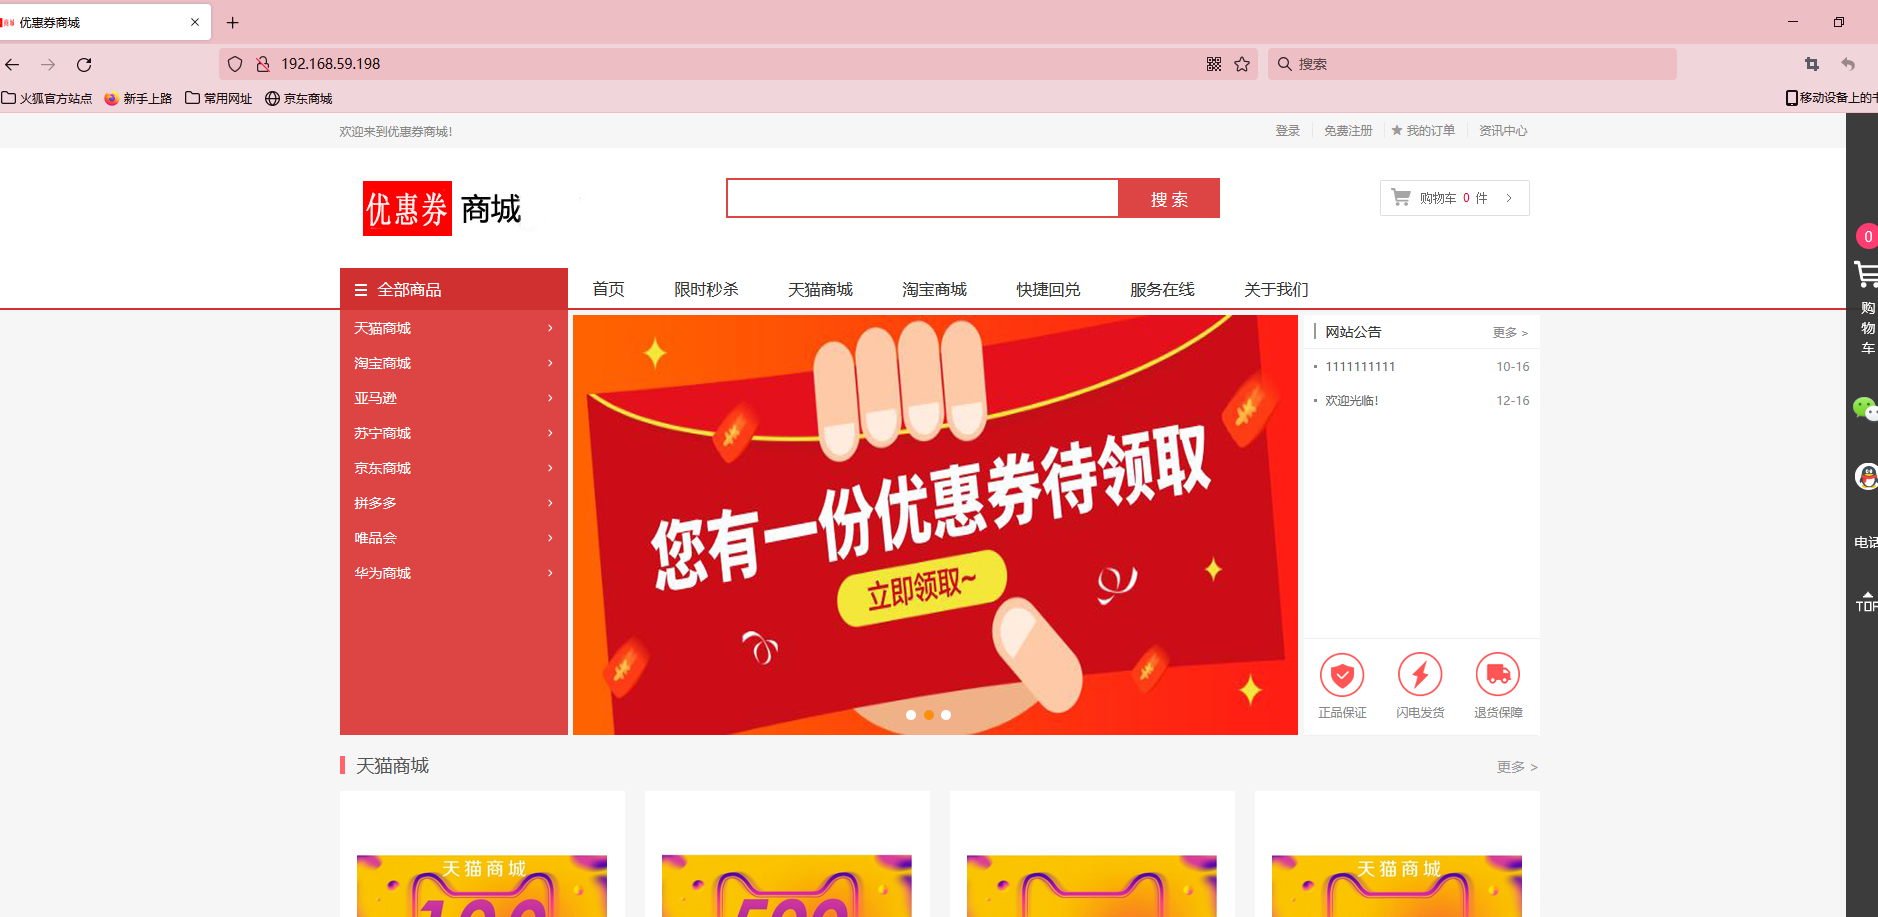 优惠券商城
192.168.59.198
搜索
火狐官方站点
新手上路
常用网址
京东商城
欢迎来到优惠券商城!
登录
免费注册
我的订单
资讯中心
优惠券 商城
搜 索
购物车 0 件
0
全部商品
首页
限时秒杀
天猫商城
淘宝商城
快捷回兑
服务在线
关于我们
天猫商城
淘宝商城
亚马逊
苏宁商城
京东商城
拼多多
唯品会
华为商城
您有一份优惠券待领取
立即领取~
网站公告
更多 >
1111111111 10-16
欢迎光临! 12-16
正品保证
闪电发货
退货保障
购
物
车
电话
TOP
天猫商城
更多 >
天猫商城
100
500
天猫商城